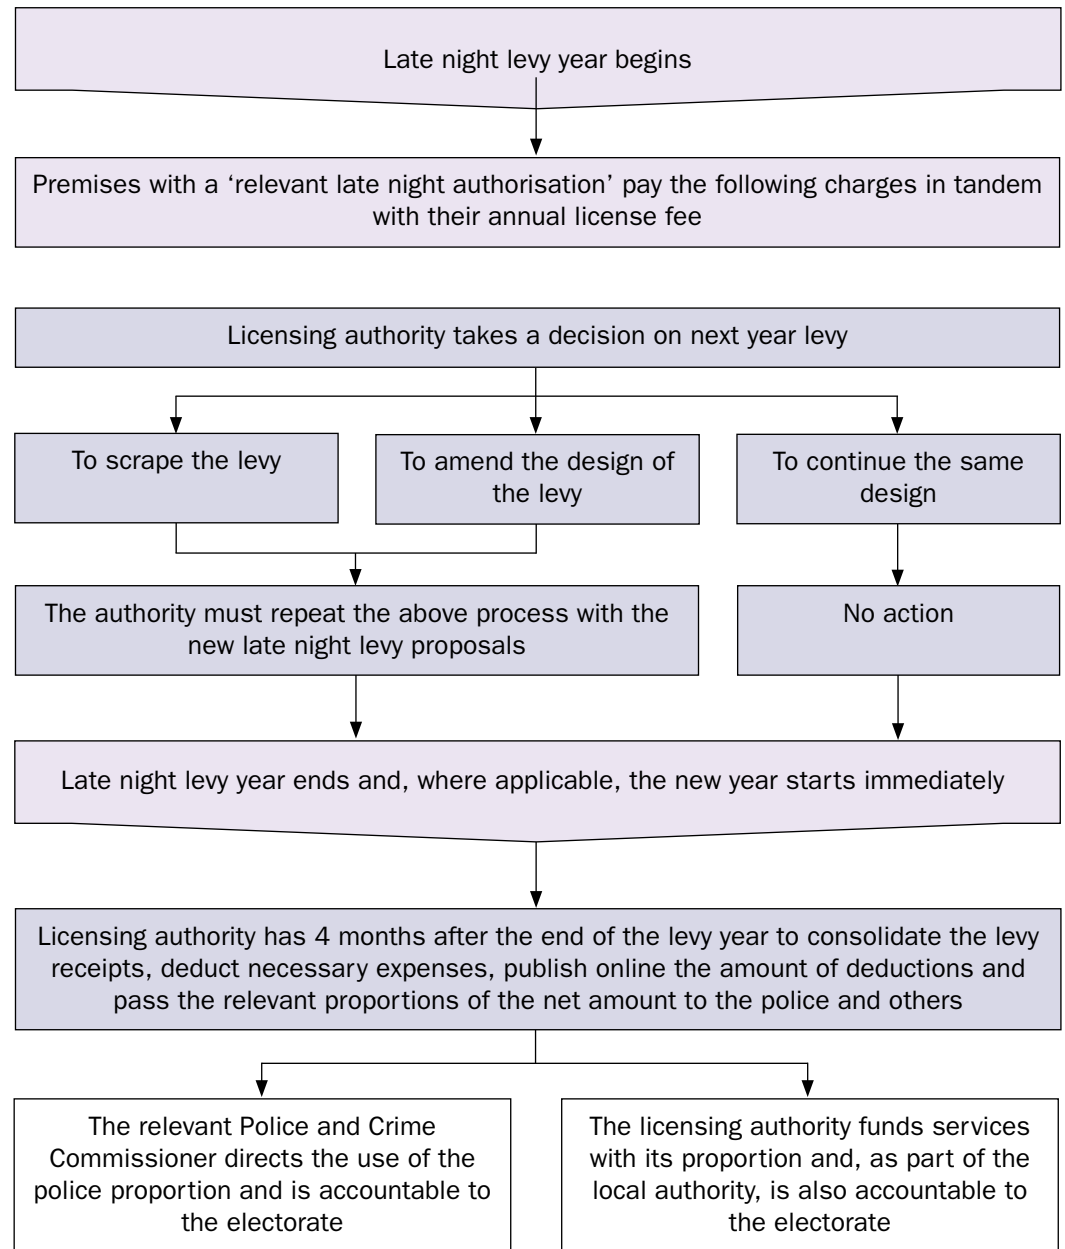 Late night levy year begins
Premises with a ‘relevant late night authorisation’ pay the following charges in tandem
with their annual license fee
Licensing authority takes a decision on next year levy
To scrape the levy
To amend the design of
the levy
To continue the same
design
The authority must repeat the above process with the
new late night levy proposals
No action
Late night levy year ends and, where applicable, the new year starts immediately
Licensing authority has 4 months after the end of the levy year to consolidate the levy
receipts, deduct necessary expenses, publish online the amount of deductions and
pass the relevant proportions of the net amount to the police and others
The relevant Police and Crime
Commissioner directs the use of the
police proportion and is accountable to
the electorate
The licensing authority funds services
with its proportion and, as part of the
local authority, is also accountable to
the electorate